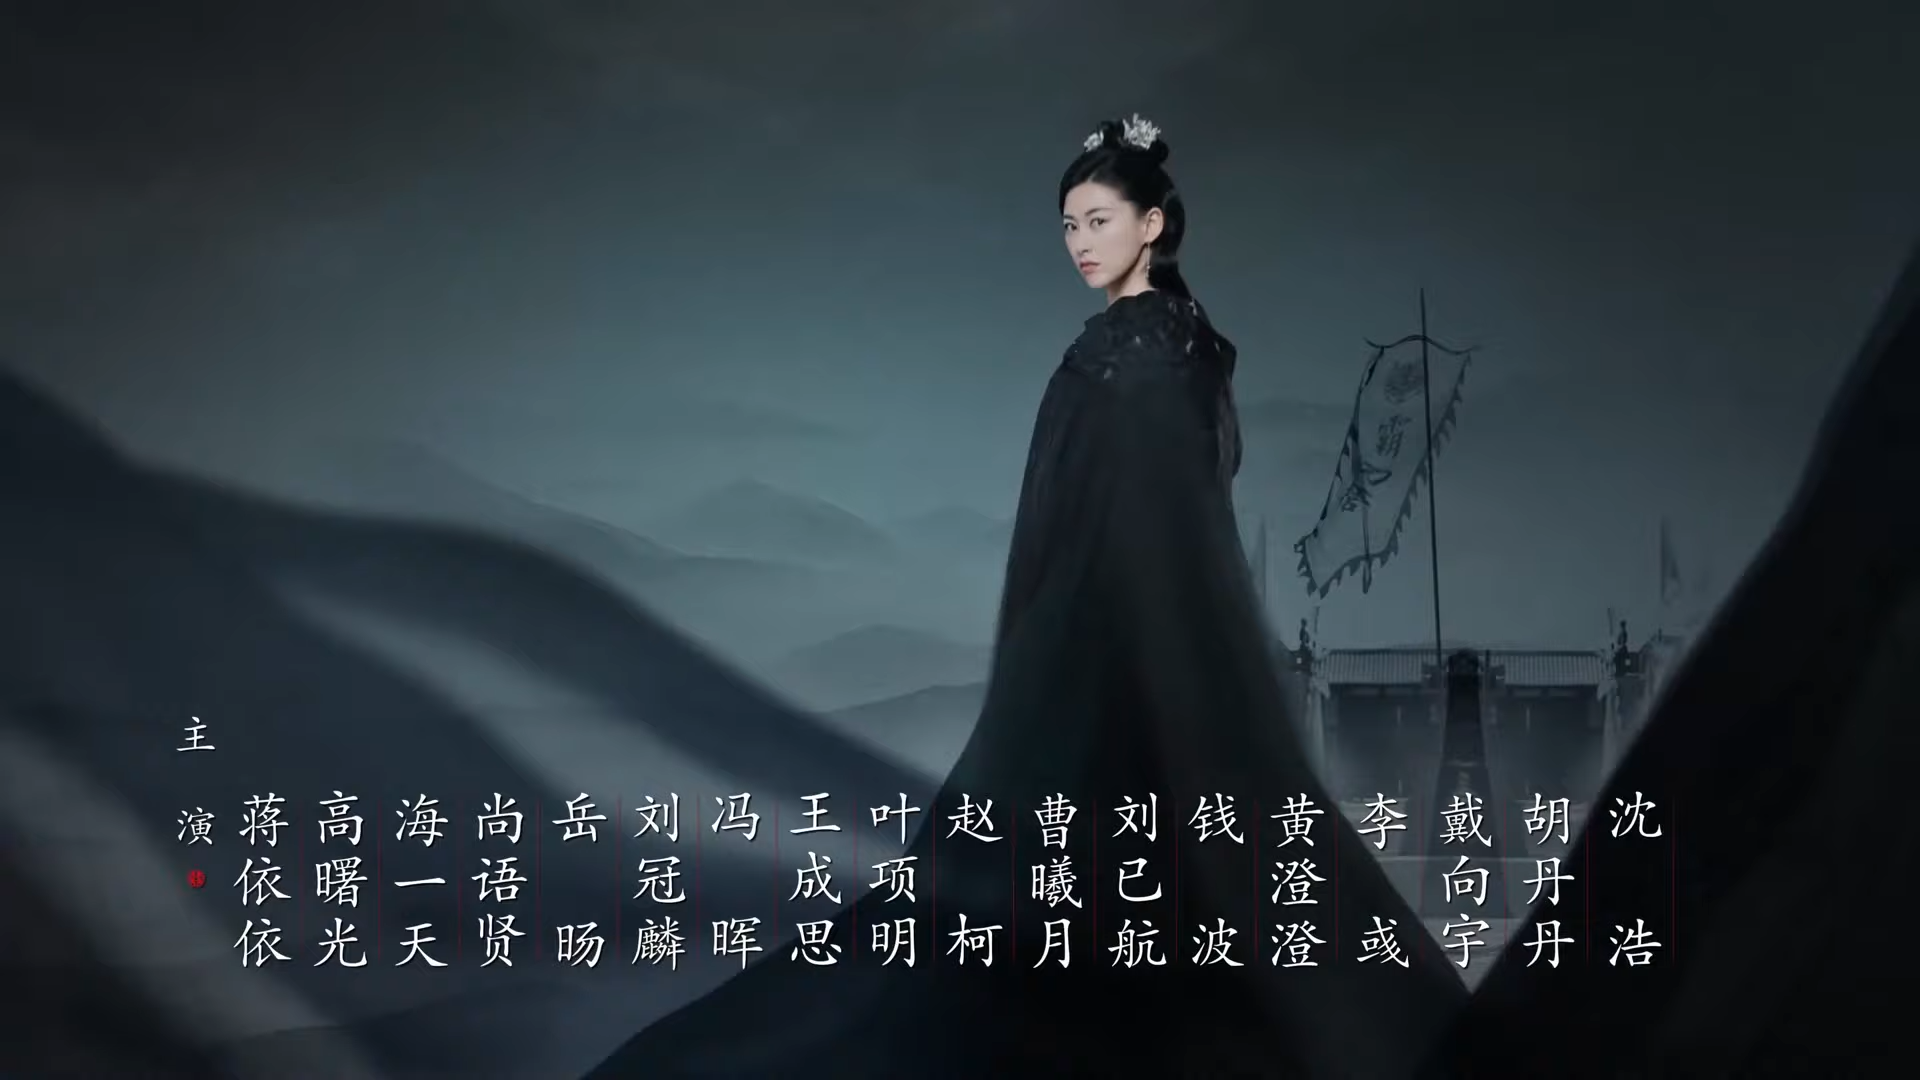 主演
蒋依依
高曙光
海一天
尚语贤
岳旸
刘冠麟
冯晖
王成思
叶项明
赵柯
曹曦月
刘已航
钱波
黄澄澄
李彧
戴向宇
胡丹丹
沈浩